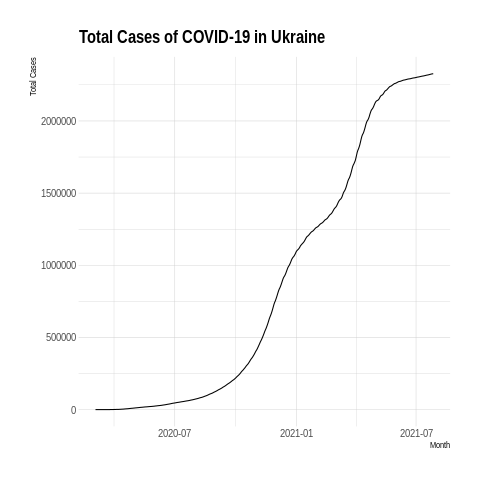 Total Cases of COVID-19 in Ukraine
Total Cases
2000000
1500000
1000000
500000
0
2020-07
2021-01
2021-07
Month